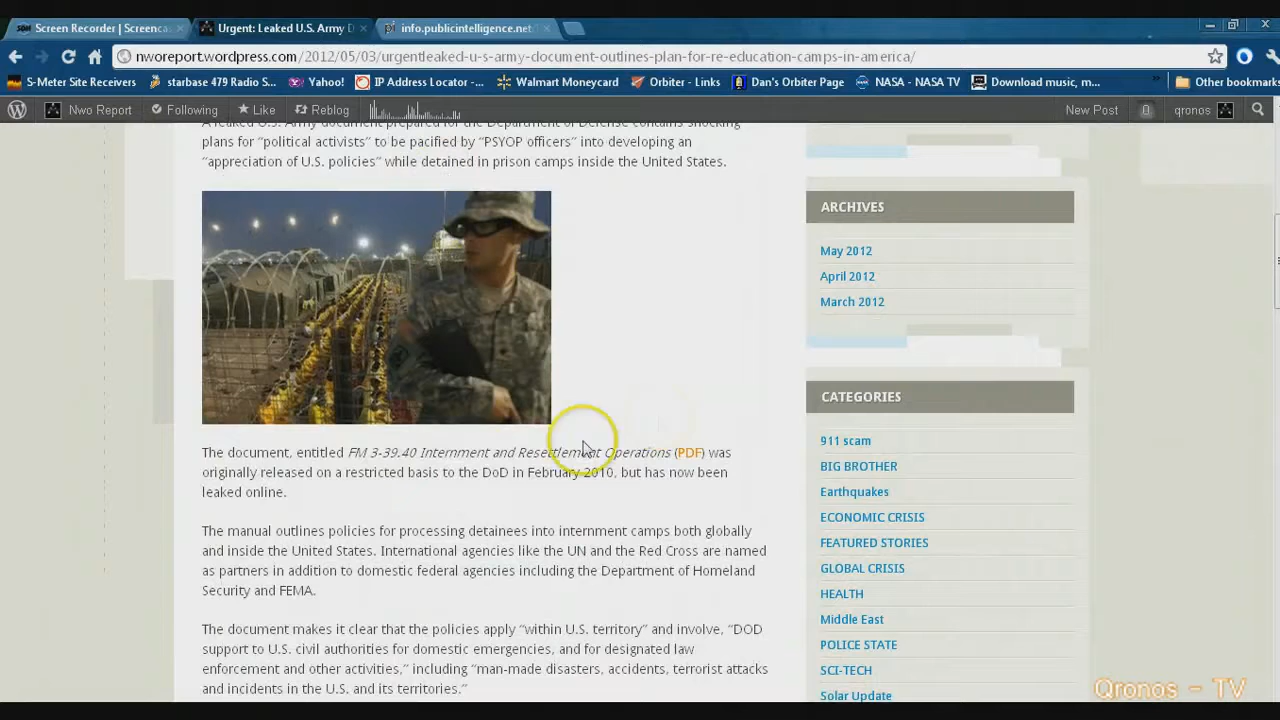 Screen Recorder | Screencas
Urgent: Leaked U.S. Army D
info.publicintelligence.net
nworeport.wordpress.com/2012/05/03/urgentleaked-u-s-army-document-outlines-plan-for-re-education-camps-in-america/
S-Meter Site Receivers
starbase 479 Radio S...
Yahoo!
IP Address Locator -...
Walmart Moneycard
Orbiter - Links
Dan's Orbiter Page
NASA - NASA TV
Download music, m...
Other bookmarks
Nwo Report
Following
Like
Reblog
New Post
0
qronos
A leaked U.S. Army document prepared for the Department of Defense contains shocking
plans for “political activists” to be pacified by “PSYOP officers” into developing an
“appreciation of U.S. policies” while detained in prison camps inside the United States.
The document, entitled FM 3-39.40 Internment and Resettlement Operations (PDF) was
originally released on a restricted basis to the DoD in February 2010, but has now been
leaked online.
The manual outlines policies for processing detainees into internment camps both globally
and inside the United States. International agencies like the UN and the Red Cross are named
as partners in addition to domestic federal agencies including the Department of Homeland
Security and FEMA.
The document makes it clear that the policies apply “within U.S. territory” and involve, “DOD
support to U.S. civil authorities for domestic emergencies, and for designated law
enforcement and other activities,” including “man-made disasters, accidents, terrorist attacks
and incidents in the U.S. and its territories.”
ARCHIVES
May 2012
April 2012
March 2012
CATEGORIES
911 scam
BIG BROTHER
Earthquakes
ECONOMIC CRISIS
FEATURED STORIES
GLOBAL CRISIS
HEALTH
Middle East
POLICE STATE
SCI-TECH
Solar Update
Qronos - TV